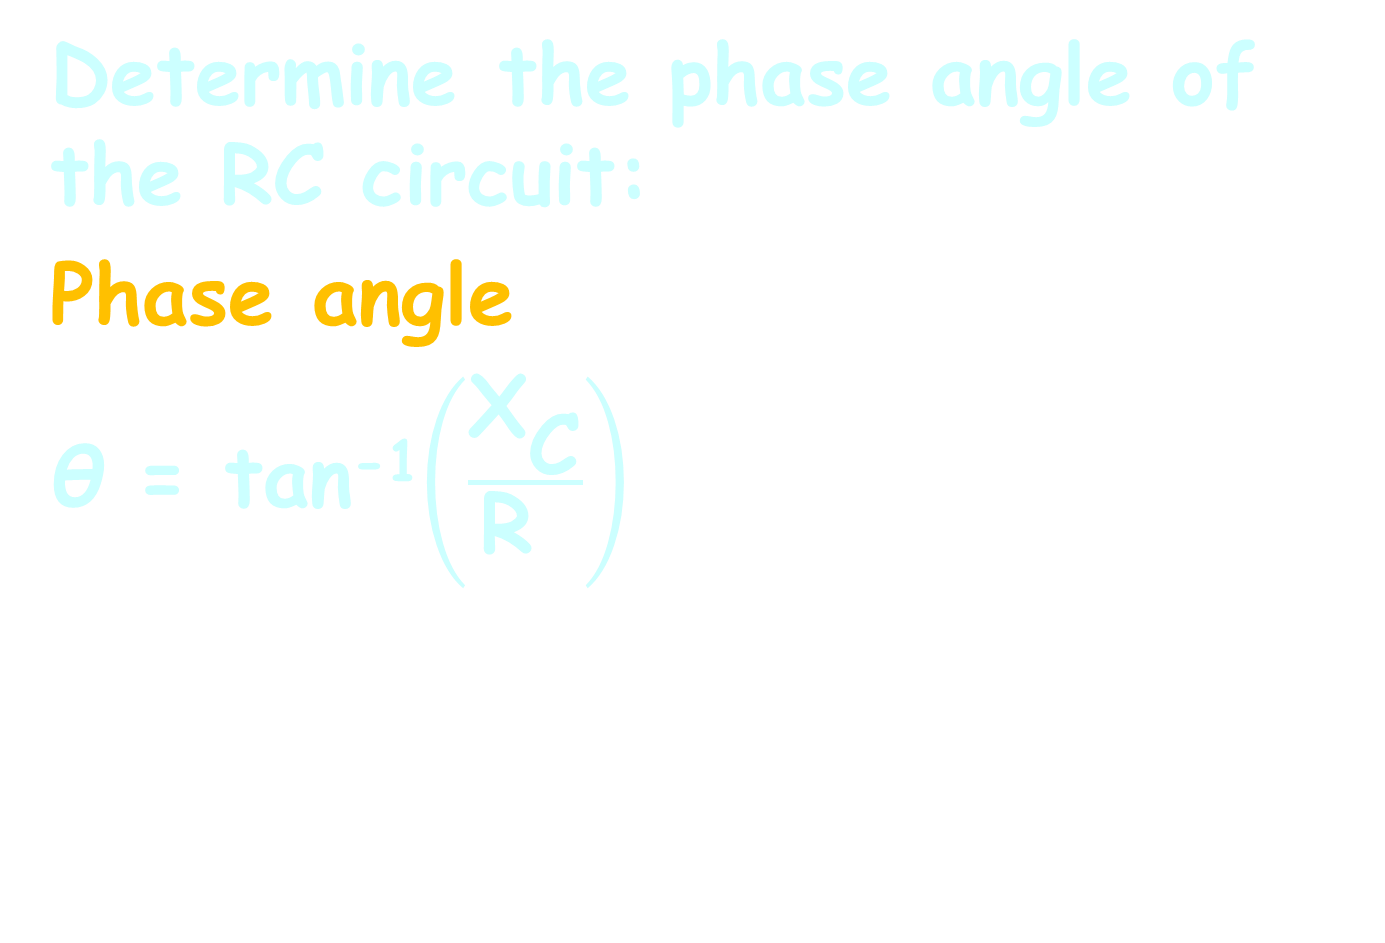 Determine the phase angle of
the RC circuit:
Phase angle
θ = tan⁻¹(X_C/R)